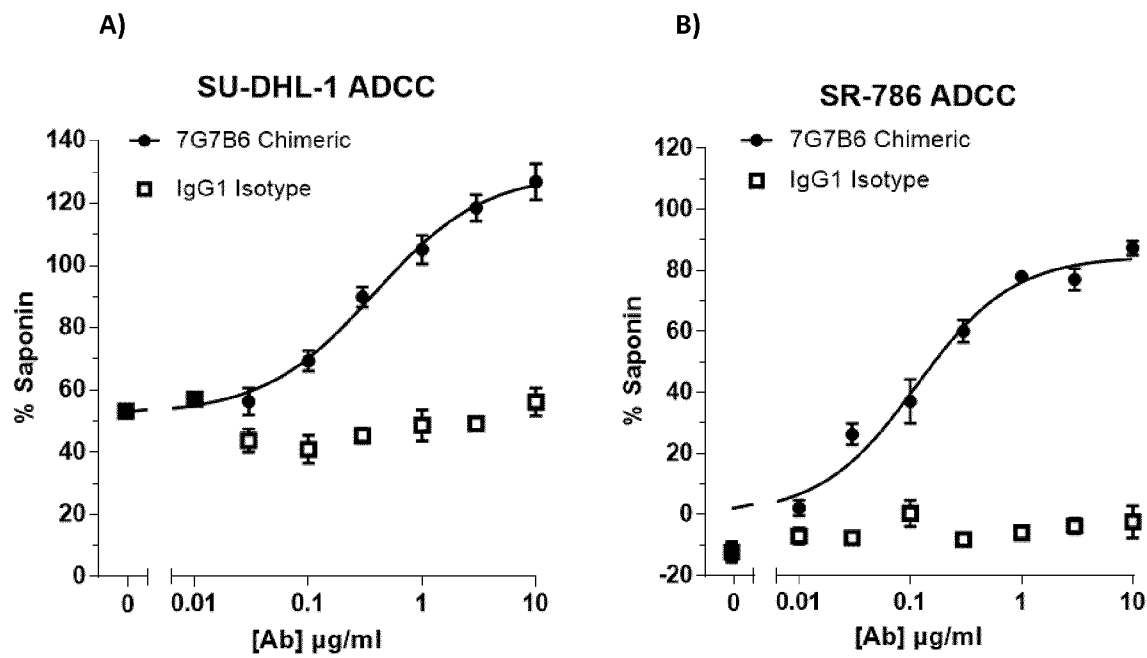 A)
SU-DHL-1 ADCC
7G7B6 Chimeric
IgG1 Isotype
140
120
100
80
60
40
20
0
% Saponin
0
0.01
0.1
1
10
[Ab] µg/ml
B)
SR-786 ADCC
7G7B6 Chimeric
IgG1 Isotype
120
100
80
60
40
20
0
-20
% Saponin
0
0.01
0.1
1
10
[Ab] µg/ml